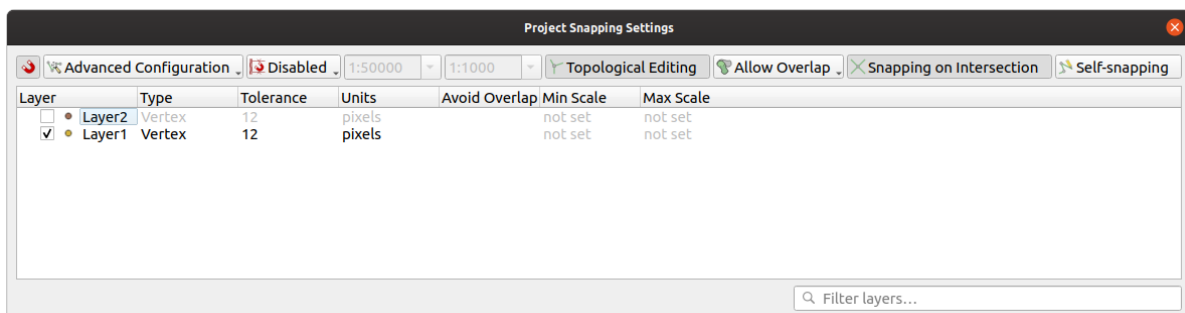 Project Snapping Settings
Advanced Configuration Disabled 1:50000 1:1000 Topological Editing Allow Overlap Snapping on Intersection Self-snapping
Layer Type Tolerance Units Avoid Overlap Min Scale Max Scale
Layer2 Vertex 12 pixels not set not set
Layer1 Vertex 12 pixels not set not set
Filter layers...